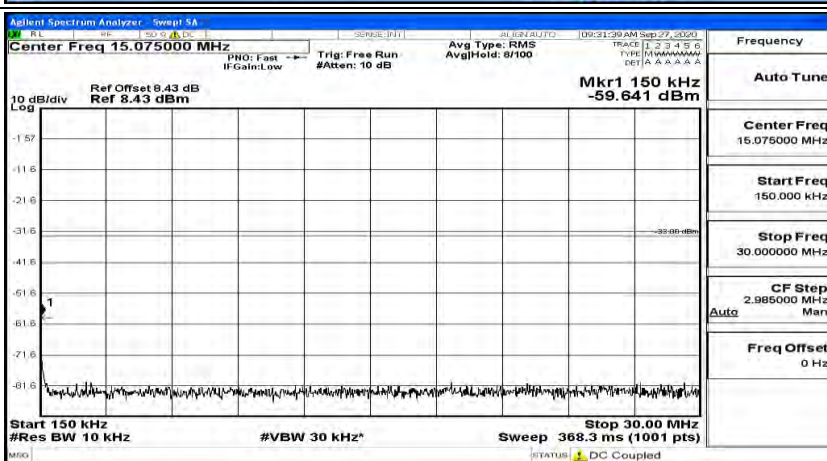 Agilent Spectrum Analyzer - Swept SA
RL RF 50 Ω DC SENSE:INT ALIGN AUTO 09:31:39 AM Sep 27, 2020
Center Freq 15.075000 MHz
PNO: Fast
IFGain:Low
Trig: Free Run
#Atten: 10 dB
Avg Type: RMS
Avg|Hold: 8/100
TRACE 1 2 3 4 5 6
TYPE M WWWWW
DET A A A A A A
Mkr1 150 kHz
-59.641 dBm
Ref Offset 8.43 dB
10 dB/div Ref 8.43 dBm
Log
-1.57
-11.6
-21.6
-31.6
-33.00 dBm
-41.6
-51.6
1
-61.6
-71.6
-81.6
Start 150 kHz Stop 30.00 MHz
#Res BW 10 kHz #VBW 30 kHz* Sweep 368.3 ms (1001 pts)
MSG STATUS DC Coupled
Frequency
Auto Tune
Center Freq
15.075000 MHz
Start Freq
150.000 kHz
Stop Freq
30.000000 MHz
CF Step
2.985000 MHz
Auto Man
Freq Offset
0 Hz